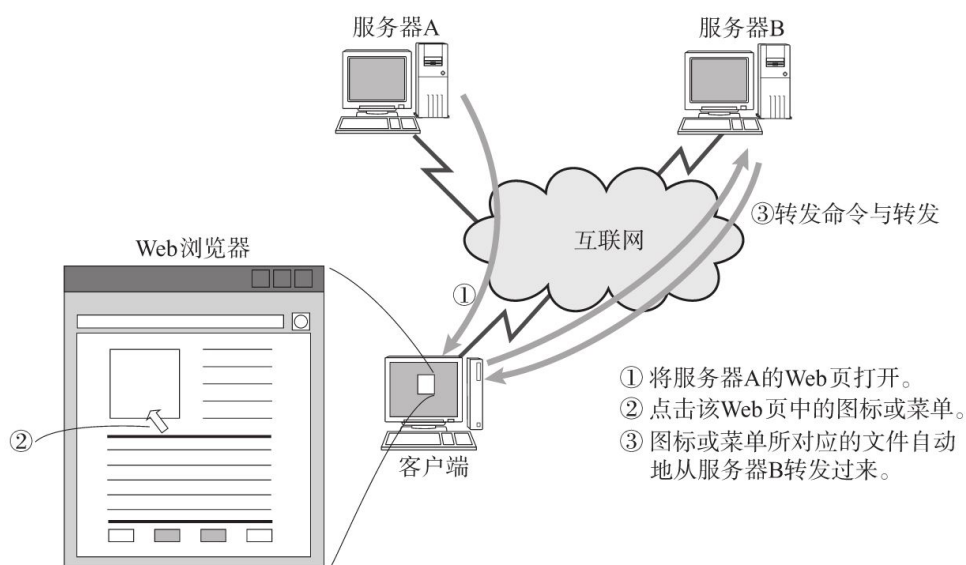 服务器A
服务器B
③转发命令与转发
互联网
Web浏览器
①
②
客户端
① 将服务器A的Web页打开。
② 点击该Web页中的图标或菜单。
③ 图标或菜单所对应的文件自动
地从服务器B转发过来。